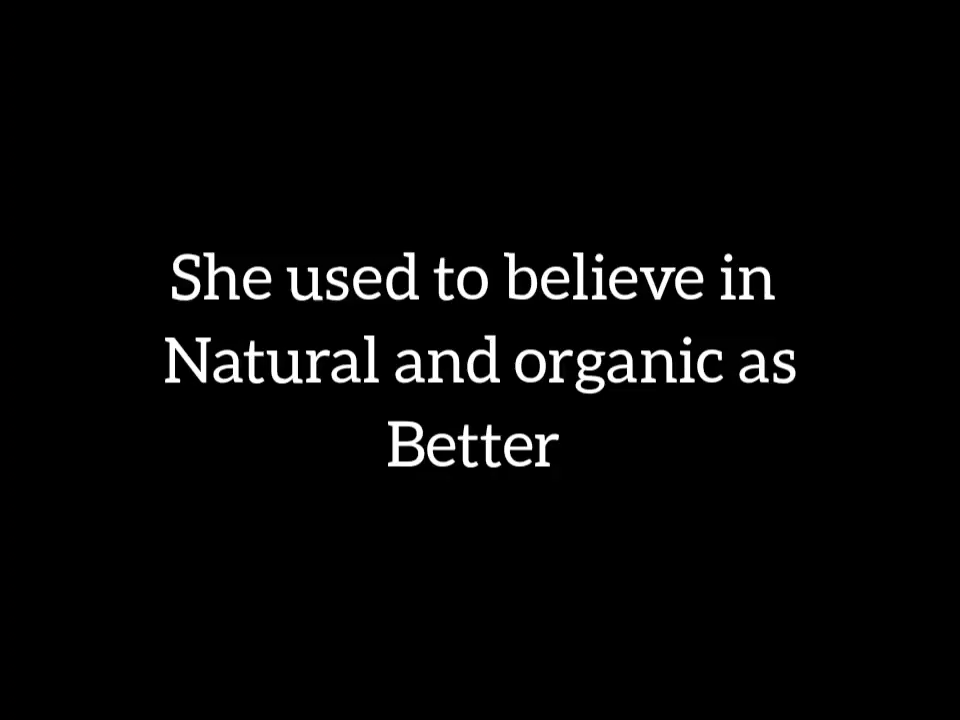 She used to believe in
Natural and organic as
Better